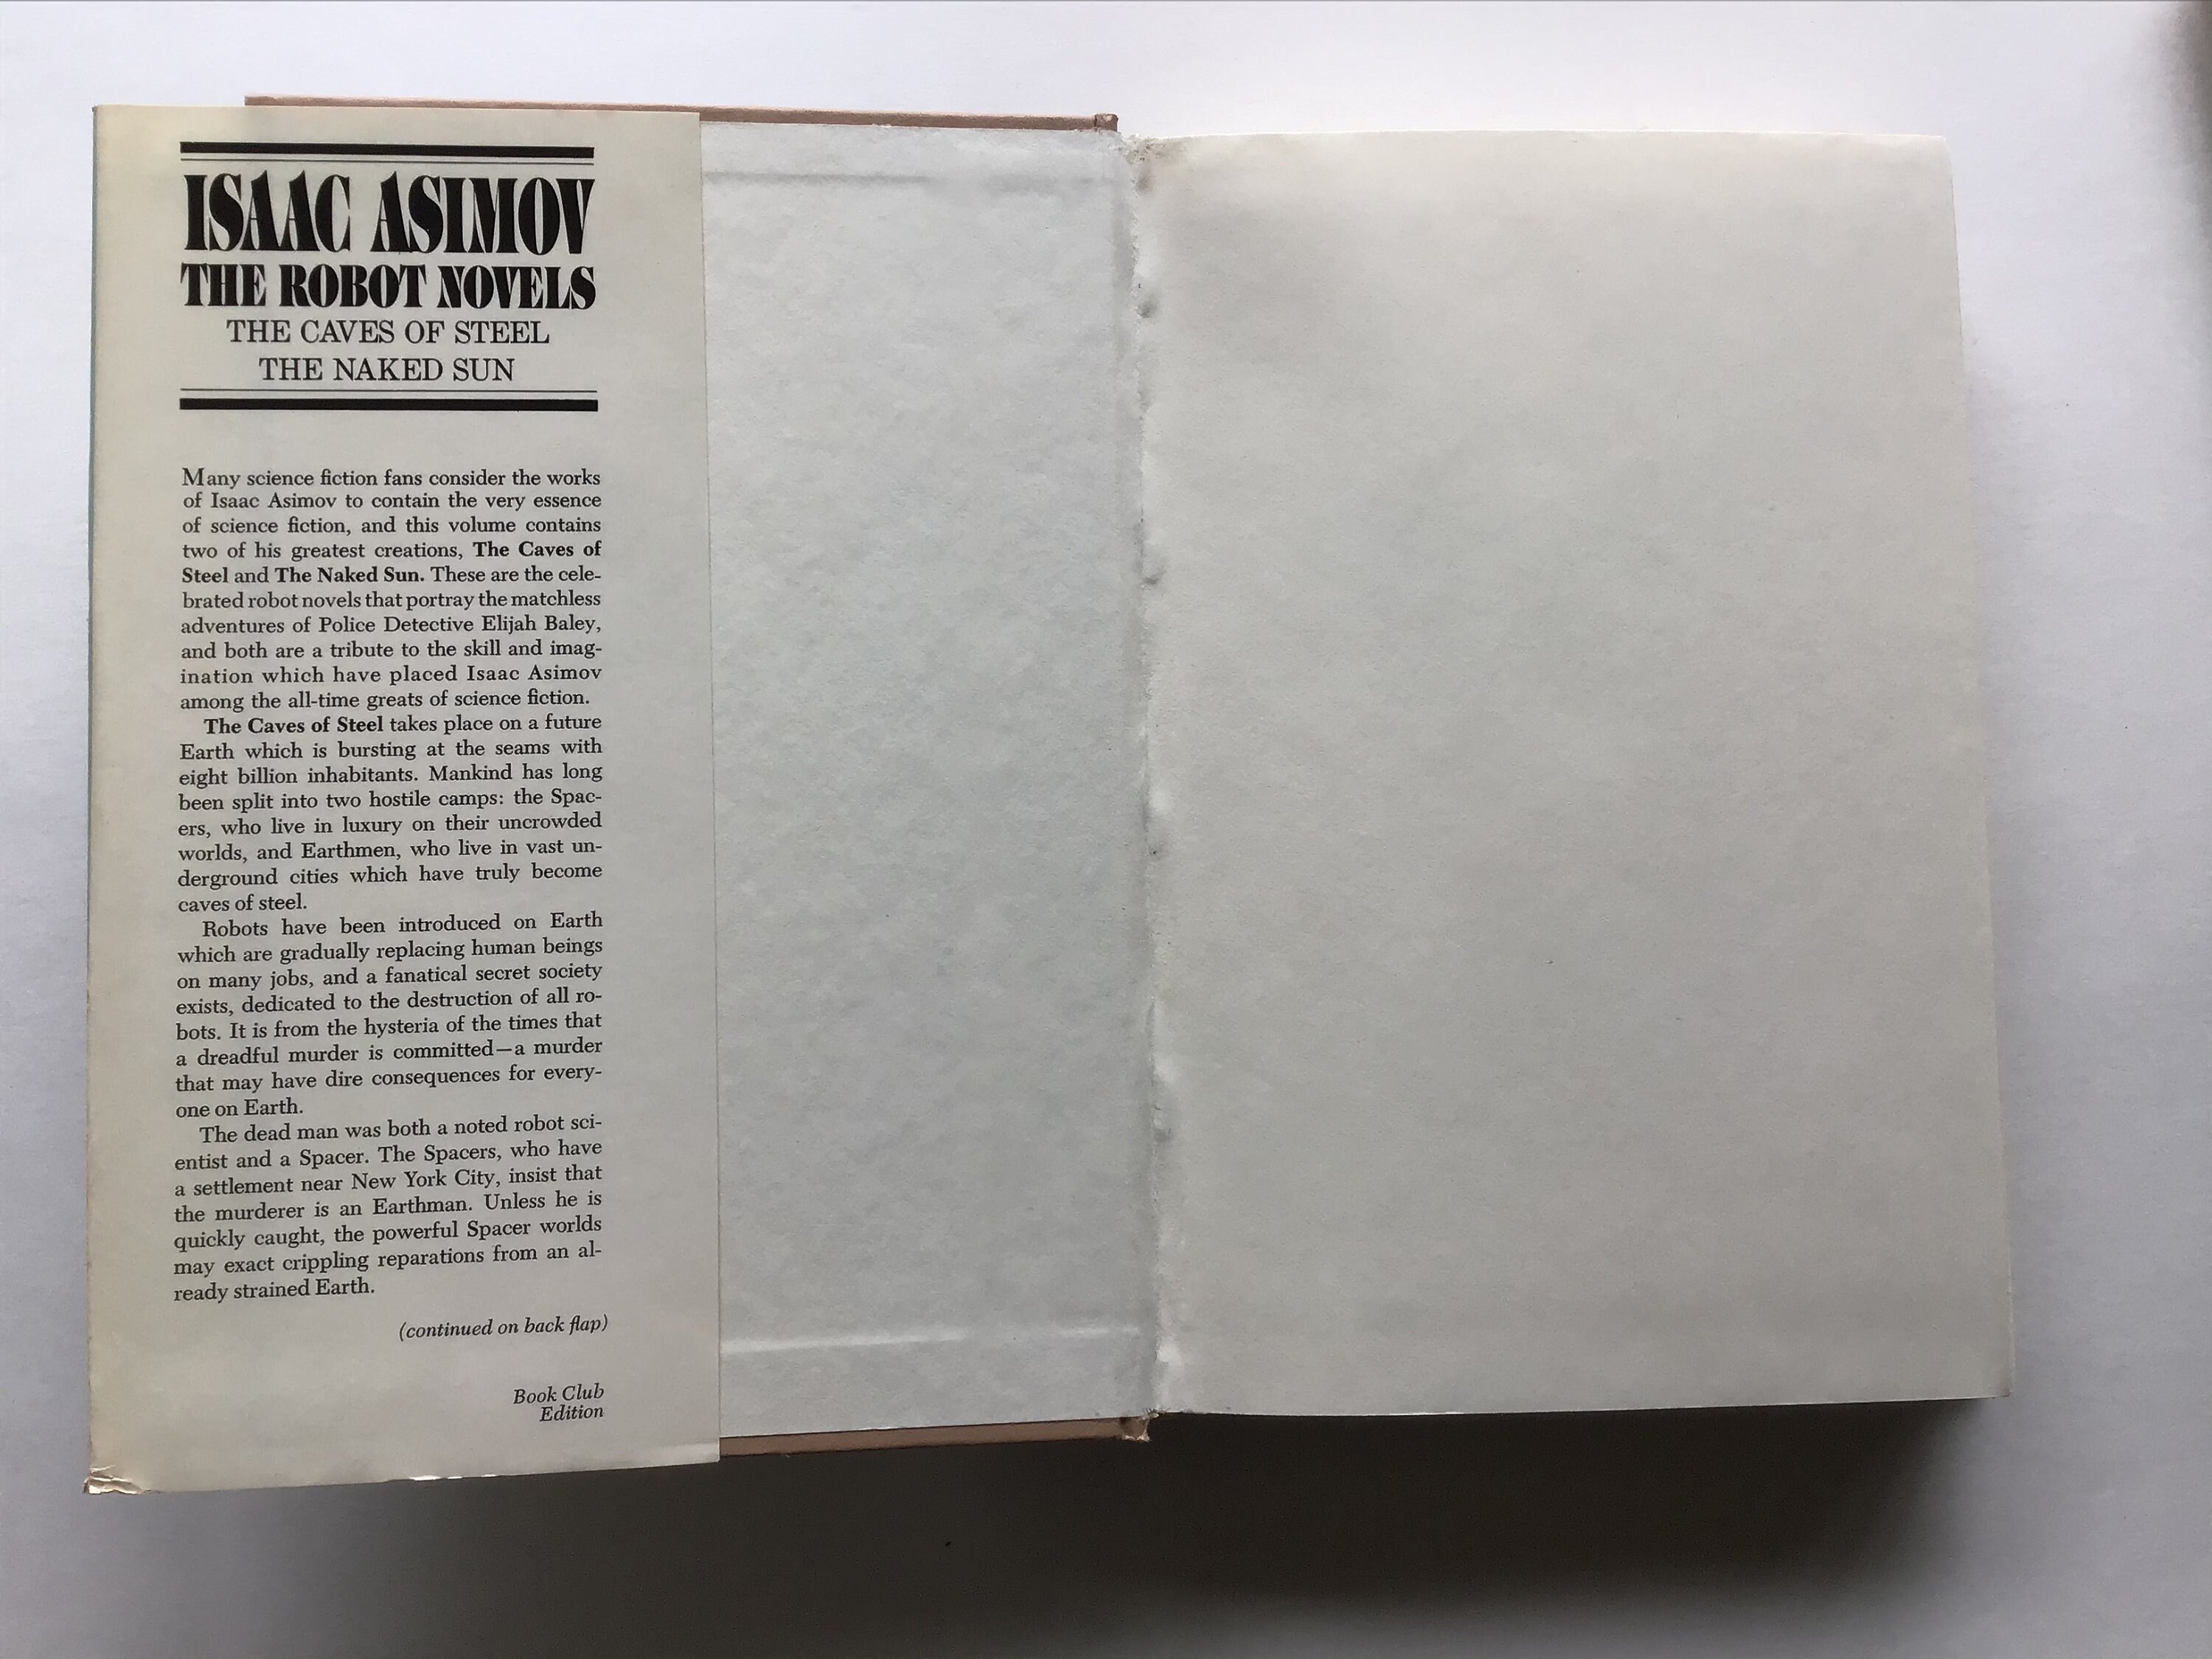 ISAAC ASIMOV
THE ROBOT NOVELS
THE CAVES OF STEEL
THE NAKED SUN
Many science fiction fans consider the works
of Isaac Asimov to contain the very essence
of science fiction, and this volume contains
two of his greatest creations, The Caves of
Steel and The Naked Sun. These are the cele-
brated robot novels that portray the matchless
adventures of Police Detective Elijah Baley,
and both are a tribute to the skill and imag-
ination which have placed Isaac Asimov
among the all-time greats of science fiction.
The Caves of Steel takes place on a future
Earth which is bursting at the seams with
eight billion inhabitants. Mankind has long
been split into two hostile camps: the Spac-
ers, who live in luxury on their uncrowded
worlds, and Earthmen, who live in vast un-
derground cities which have truly become
caves of steel.
Robots have been introduced on Earth
which are gradually replacing human beings
on many jobs, and a fanatical secret society
exists, dedicated to the destruction of all ro-
bots. It is from the hysteria of the times that
a dreadful murder is committed—a murder
that may have dire consequences for every-
one on Earth.
The dead man was both a noted robot sci-
entist and a Spacer. The Spacers, who have
a settlement near New York City, insist that
the murderer is an Earthman. Unless he is
quickly caught, the powerful Spacer worlds
may exact crippling reparations from an al-
ready strained Earth.
(continued on back flap)
Book Club
Edition